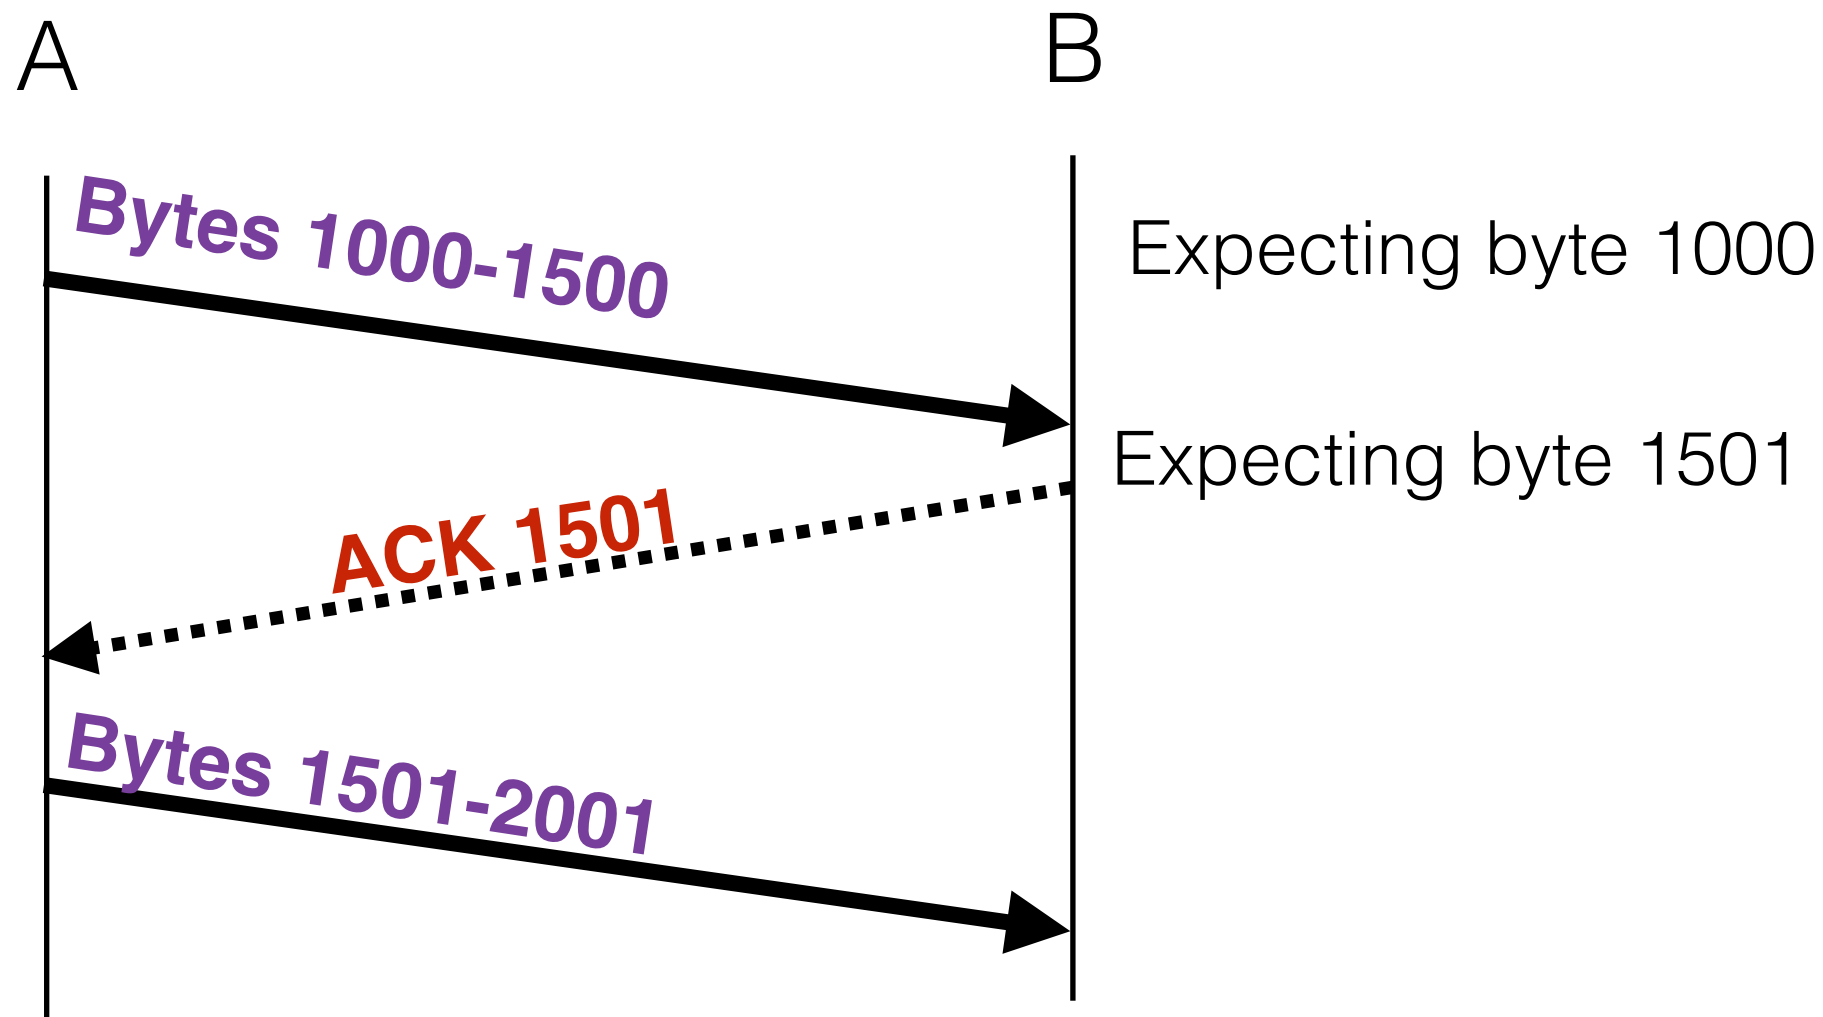 A
B
Bytes 1000-1500
Expecting byte 1000
Expecting byte 1501
ACK 1501
Bytes 1501-2001